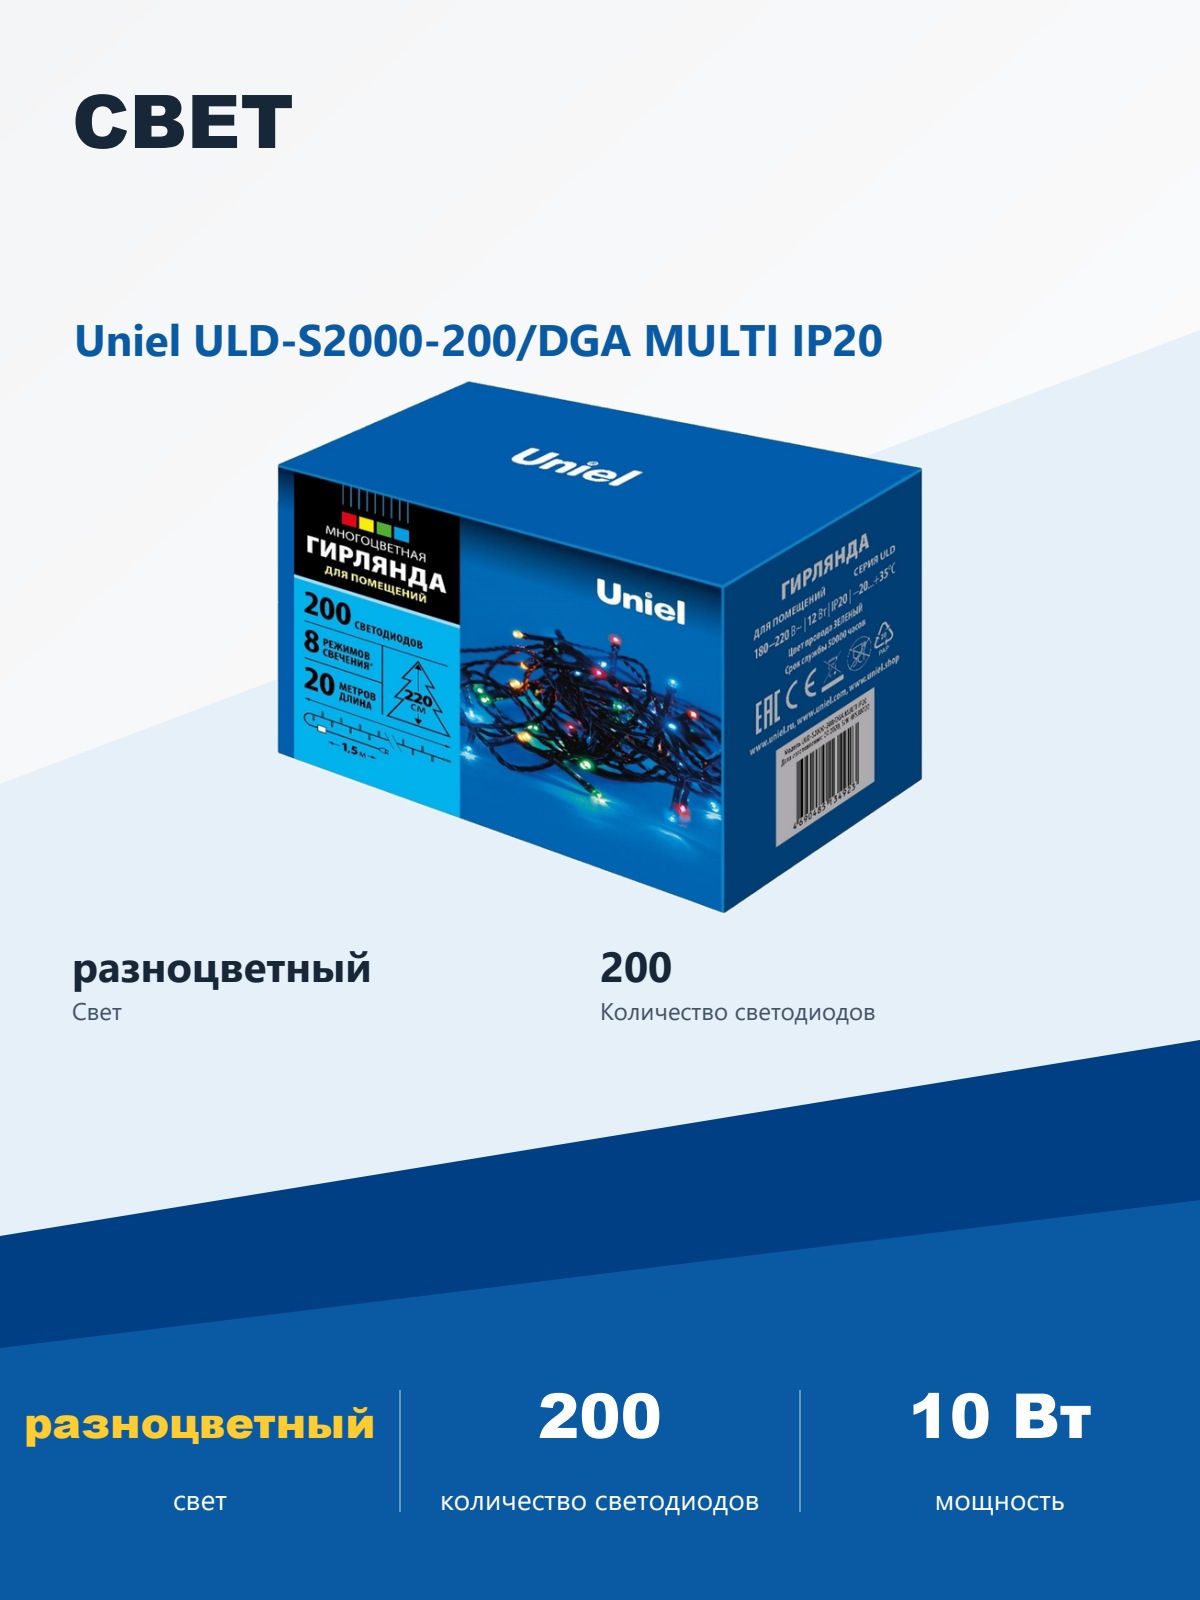 СВЕТ
Uniel ULD-S2000-200/DGA MULTI IP20
Uniel
МНОГОЦВЕТНАЯ
ГИРЛЯНДА
ДЛЯ ПОМЕЩЕНИЙ
200 СВЕТОДИОДОВ
8 РЕЖИМОВ
СВЕЧЕНИЯ*
20 МЕТРОВ
ДЛИНА
220
СМ
1,5 м
Uniel
ГИРЛЯНДА
ДЛЯ ПОМЕЩЕНИЙ СЕРИЯ ULD
180–220 В~ | 12 Вт | IP20 | –20...+35°C
Цвет провода ЗЕЛЕНЫЙ
Срок службы 50000 часов
EAC CE
www.uniel.ru, www.uniel.com, www.uniel.shop
разноцветный
Свет
200
Количество светодиодов
разноцветный
свет
200
количество светодиодов
10 Вт
мощность